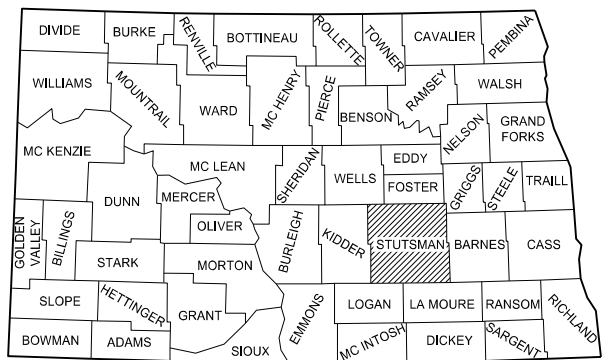 DIVIDE
BURKE
RENVILLE
BOTTINEAU
ROLLETTE
TOWNER
CAVALIER
PEMBINA
WILLIAMS
MOUNTRAIL
WARD
MC HENRY
PIERCE
BENSON
RAMSEY
WALSH
NELSON
GRAND
FORKS
MC KENZIE
MC LEAN
SHERIDAN
WELLS
EDDY
FOSTER
GRIGGS
STEELE
TRAILL
DUNN
MERCER
OLIVER
GOLDEN
VALLEY
BILLINGS
STARK
MORTON
BURLEIGH
KIDDER
STUTSMAN
BARNES
CASS
SLOPE
HETTINGER
GRANT
EMMONS
LOGAN
LA MOURE
RANSOM
RICHLAND
BOWMAN
ADAMS
SIOUX
MC INTOSH
DICKEY
SARGENT